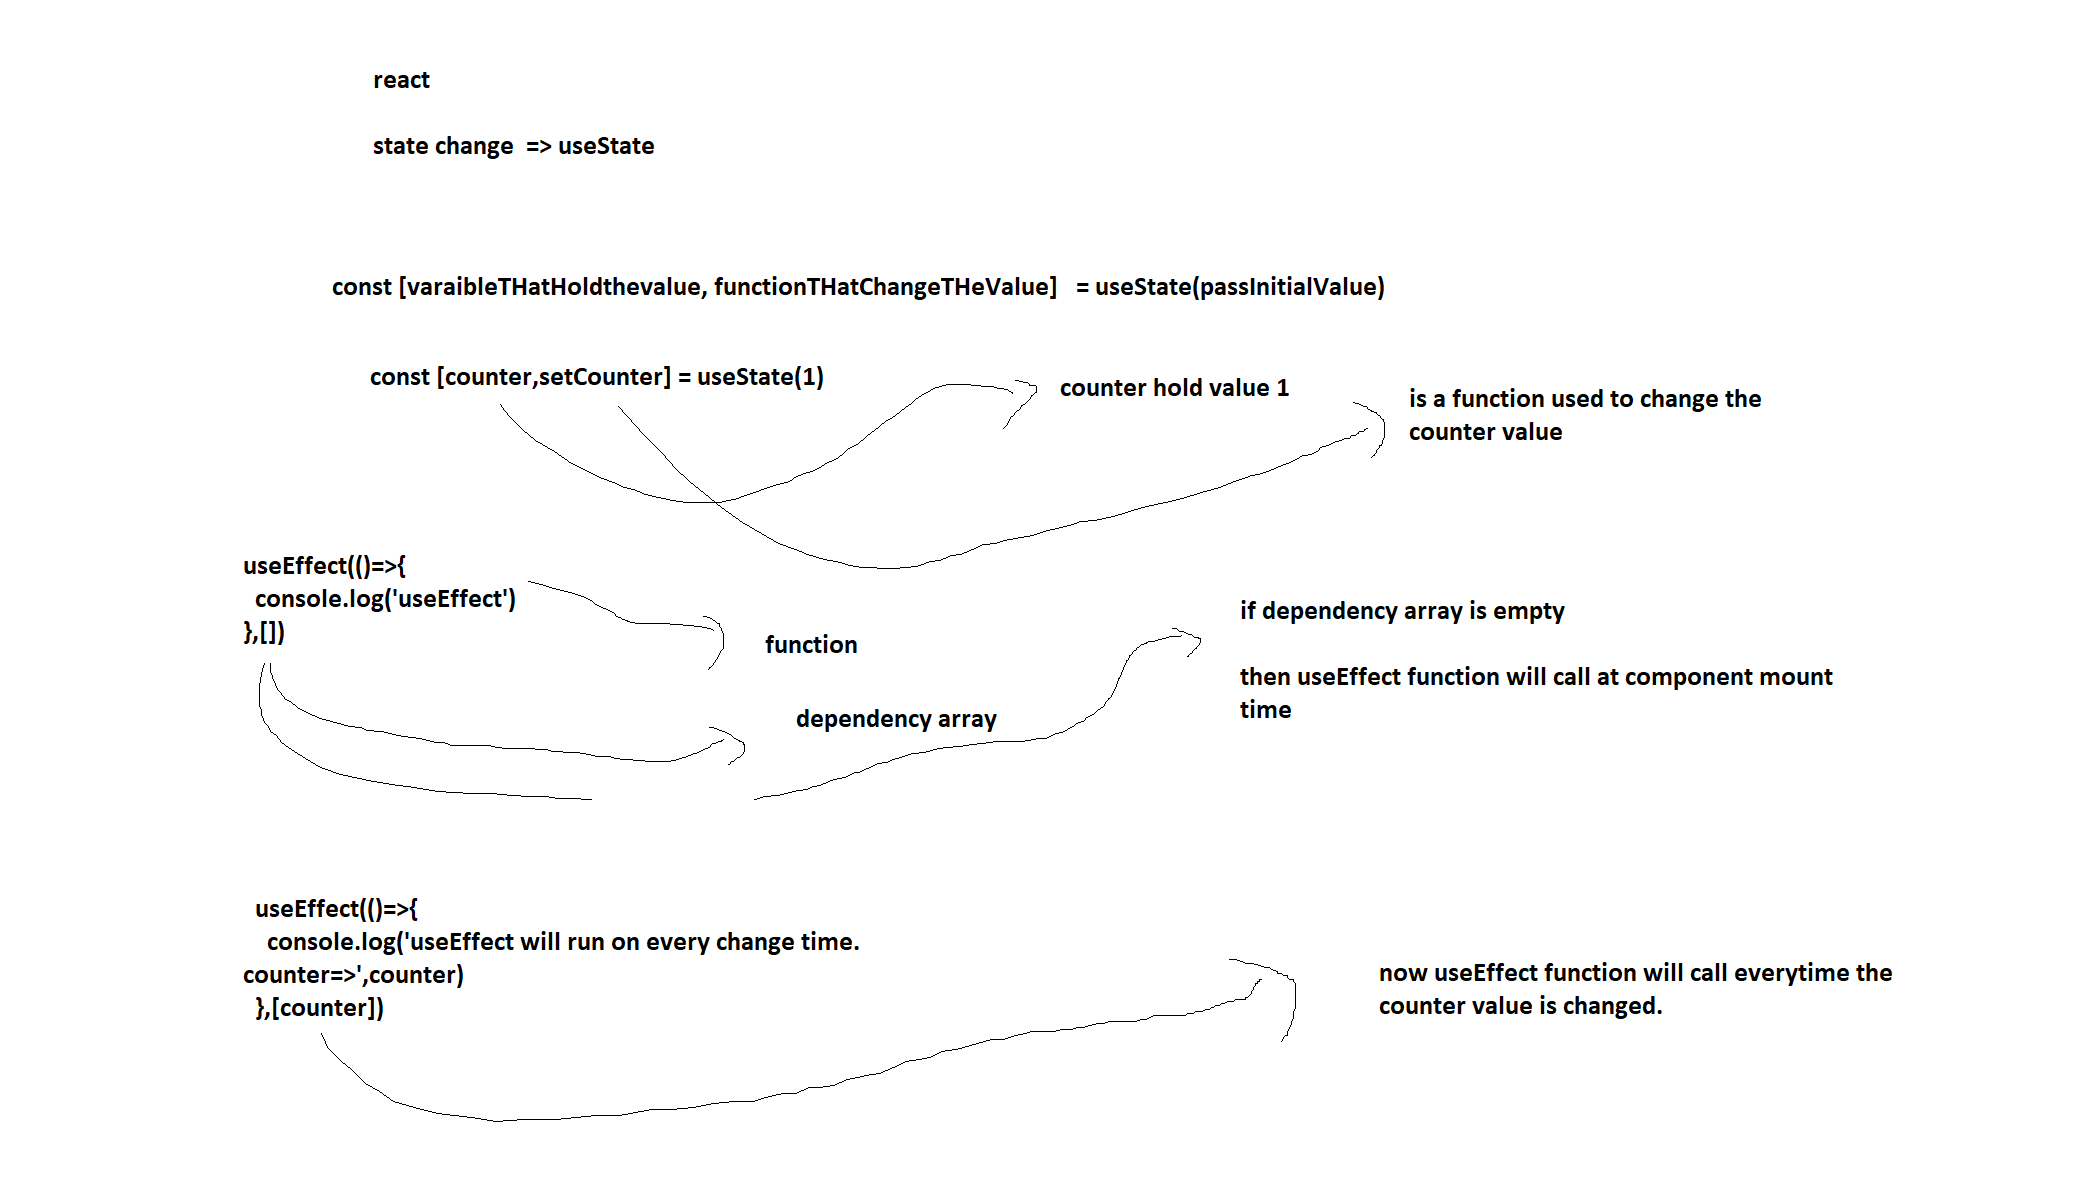 react
state change  => useState
const [varaibleTHatHoldthevalue, functionTHatChangeTHeValue]   = useState(passInitialValue)
const [counter,setCounter] = useState(1)
counter hold value 1
is a function used to change the
counter value
useEffect(()=>{
  console.log('useEffect')
},[])
function
dependency array
if dependency array is empty
then useEffect function will call at component mount
time
  useEffect(()=>{
    console.log('useEffect will run on every change time.
counter=>',counter)
  },[counter])
now useEffect function will call everytime the
counter value is changed.